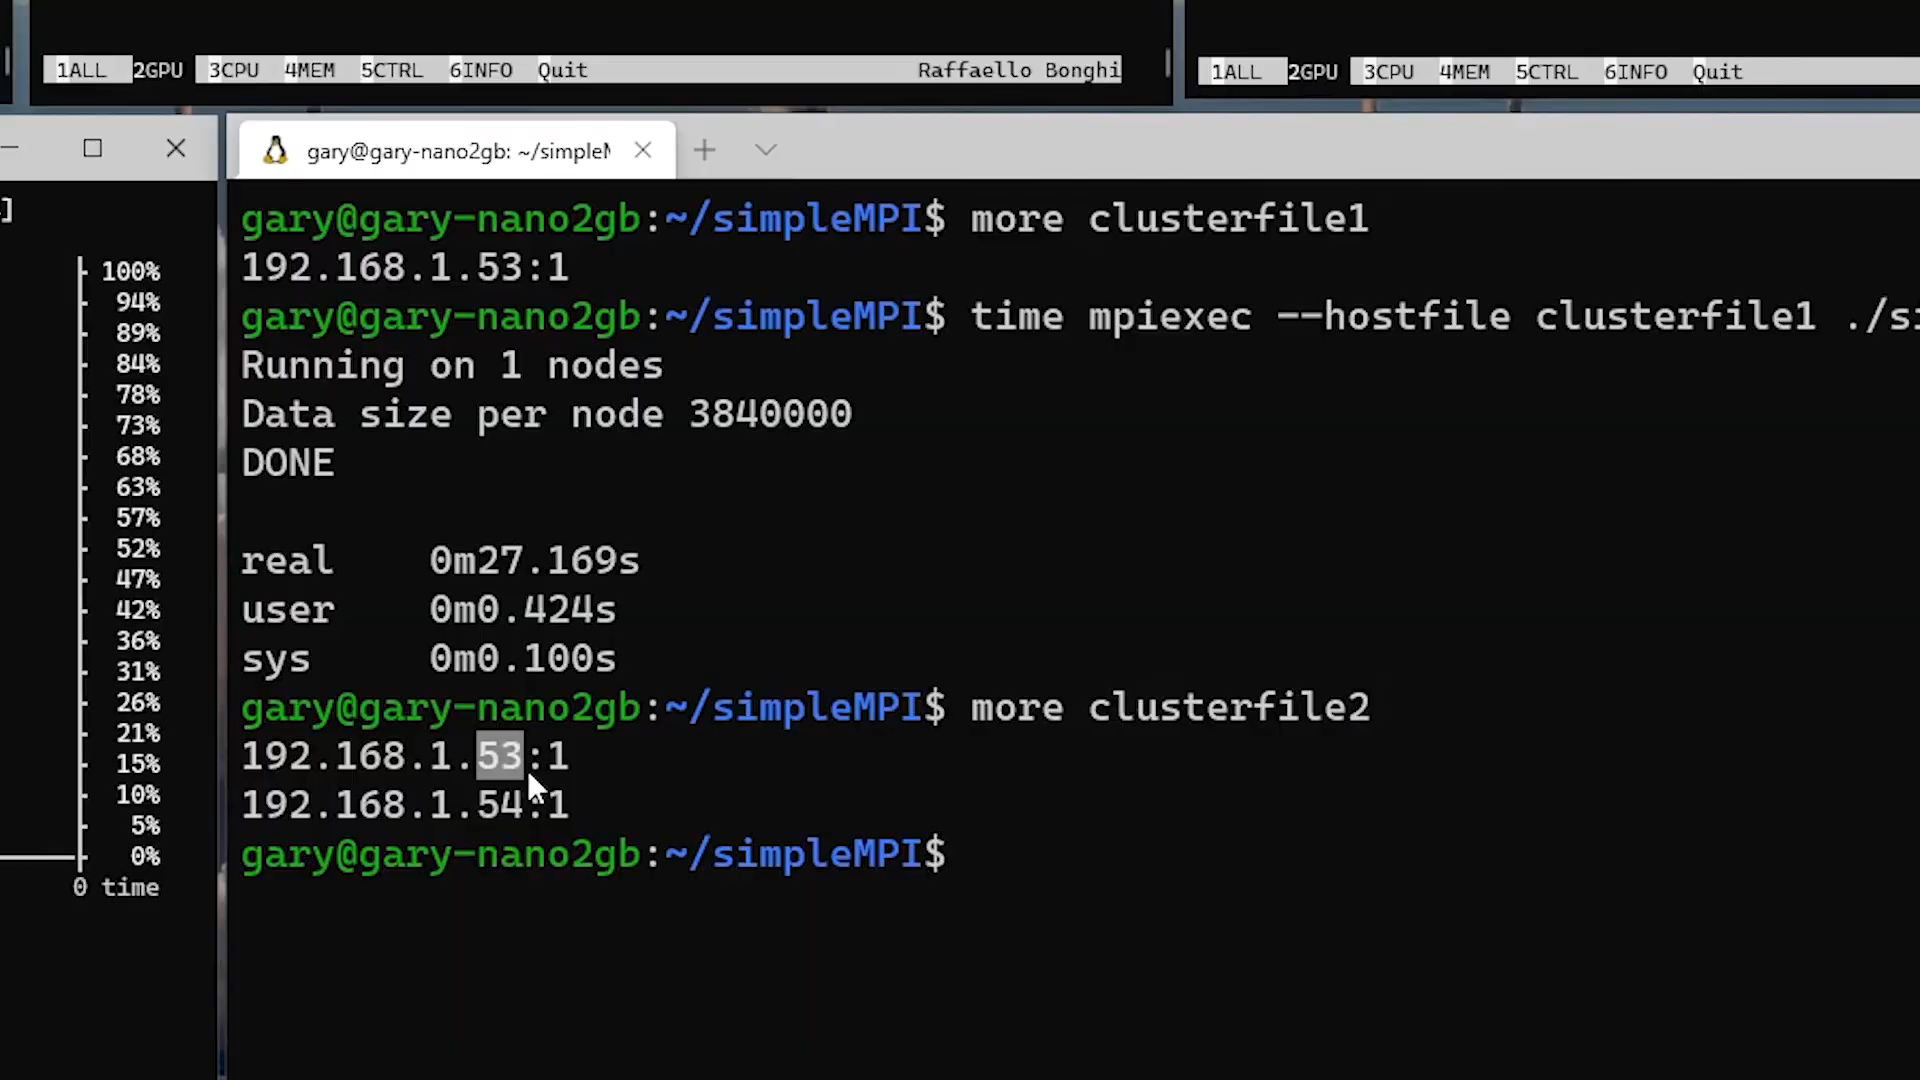 1ALL 2GPU 3CPU 4MEM 5CTRL 6INFO Quit Raffaello Bonghi
1ALL 2GPU 3CPU 4MEM 5CTRL 6INFO Quit
gary@gary-nano2gb: ~/simple
]
100%
94%
89%
84%
78%
73%
68%
63%
57%
52%
47%
42%
36%
31%
26%
21%
15%
10%
5%
0%
0 time
gary@gary-nano2gb:~/simpleMPI$ more clusterfile1
192.168.1.53:1
gary@gary-nano2gb:~/simpleMPI$ time mpiexec --hostfile clusterfile1 ./si
Running on 1 nodes
Data size per node 3840000
DONE
real 0m27.169s
user 0m0.424s
sys 0m0.100s
gary@gary-nano2gb:~/simpleMPI$ more clusterfile2
192.168.1.53:1
192.168.1.54:1
gary@gary-nano2gb:~/simpleMPI$